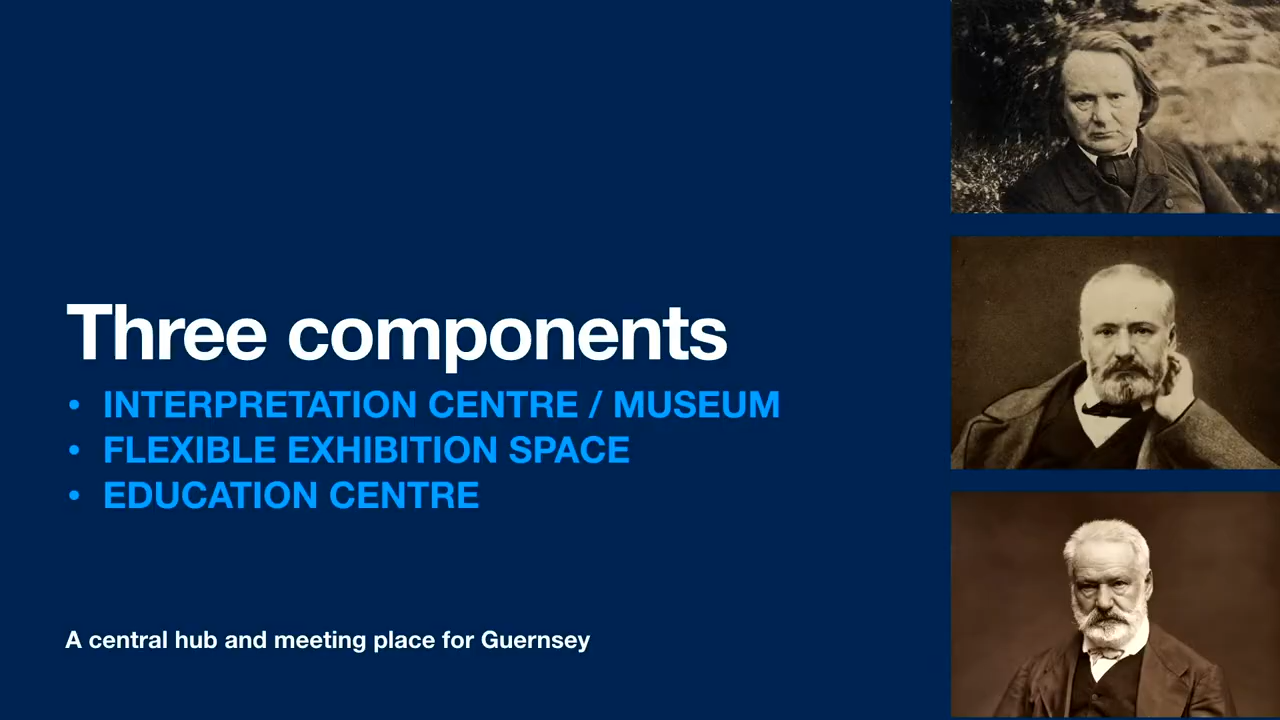 Three components
• INTERPRETATION CENTRE / MUSEUM
• FLEXIBLE EXHIBITION SPACE
• EDUCATION CENTRE
A central hub and meeting place for Guernsey